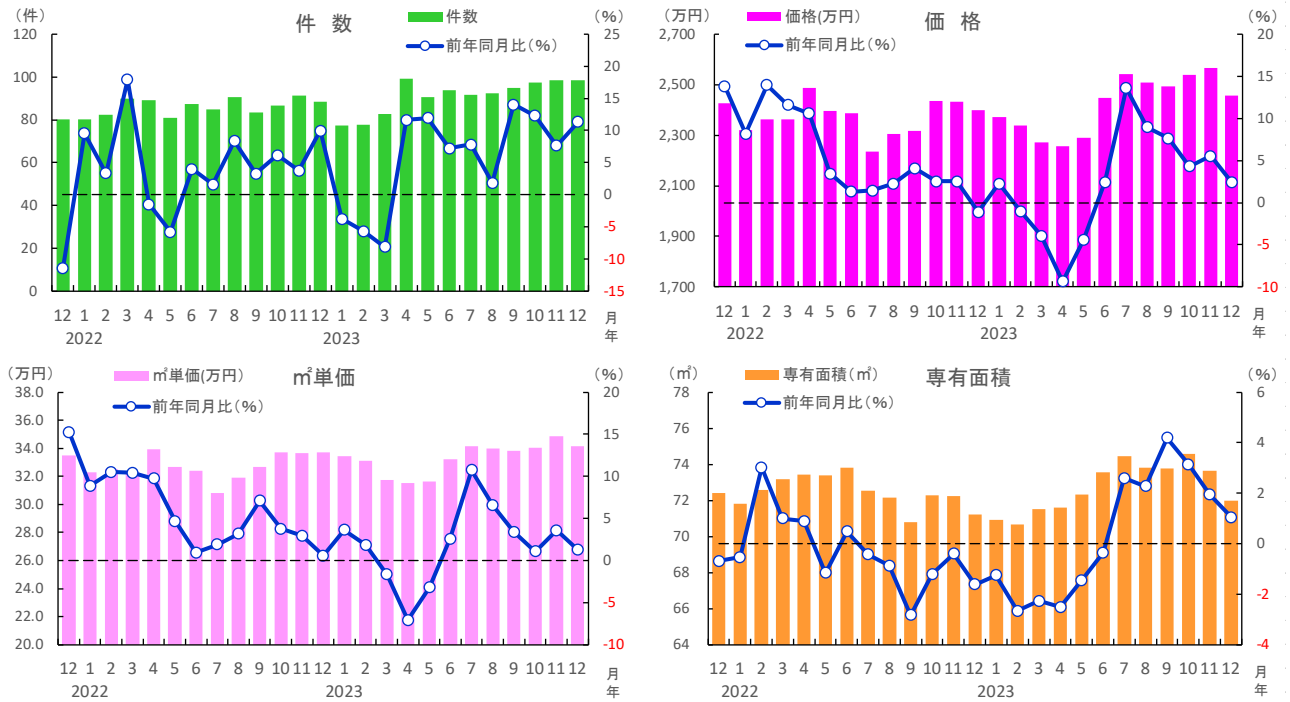 件 数
（件）
（%）
件数
前年同月比（%）
120
100
80
60
40
20
0
25
20
15
10
5
0
-5
-10
-15
12 1 2 3 4 5 6 7 8 9 10 11 12 1 2 3 4 5 6 7 8 9 10 11 12 月
2022 2023 年
価 格
（万円）
（%）
価格(万円)
前年同月比（%）
2,700
2,500
2,300
2,100
1,900
1,700
20
15
10
5
0
-5
-10
12 1 2 3 4 5 6 7 8 9 10 11 12 1 2 3 4 5 6 7 8 9 10 11 12 月
2022 2023 年
㎡単価
（万円）
（%）
㎡単価(万円)
前年同月比（%）
38.0
36.0
34.0
32.0
30.0
28.0
26.0
24.0
22.0
20.0
20
15
10
5
0
-5
-10
12 1 2 3 4 5 6 7 8 9 10 11 12 1 2 3 4 5 6 7 8 9 10 11 12 月
2022 2023 年
専有面積
（㎡）
（%）
専有面積（㎡）
前年同月比（%）
78
76
74
72
70
68
66
64
6
4
2
0
-2
-4
12 1 2 3 4 5 6 7 8 9 10 11 12 1 2 3 4 5 6 7 8 9 10 11 12 月
2022 2023 年